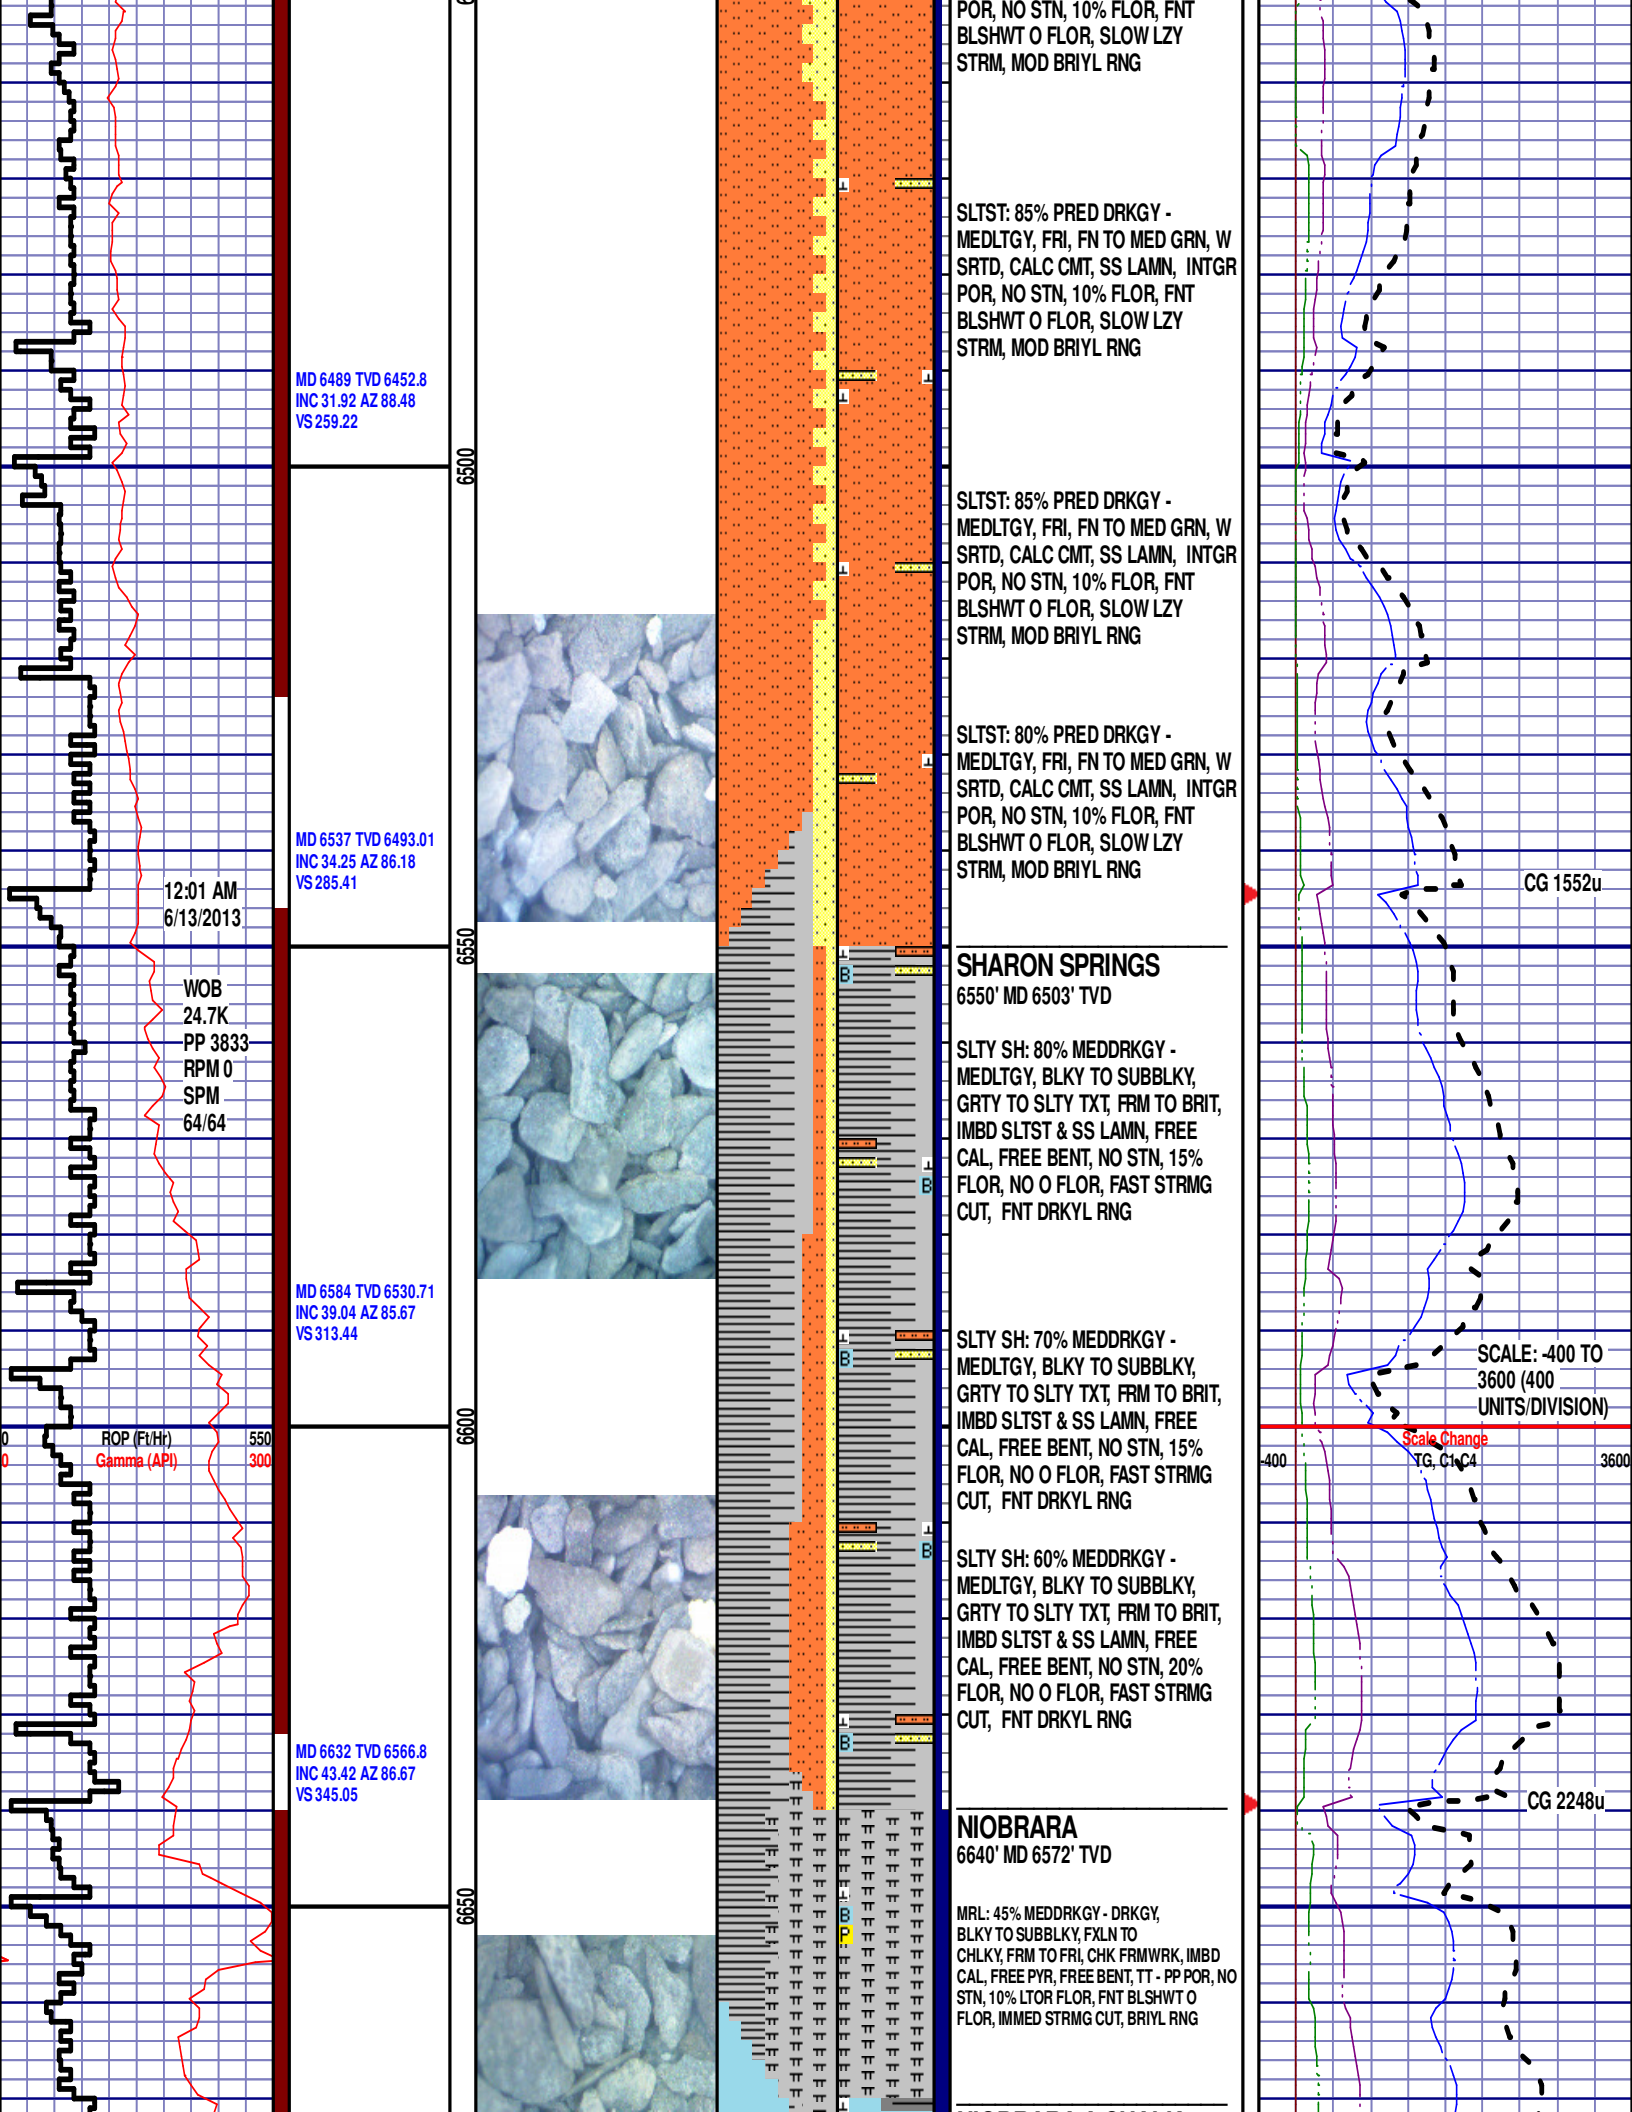 POR, NO STN, 10% FLOR, FNT
BLSHWT O FLOR, SLOW LZY
STRM, MOD BRIYL RNG
SLTST: 85% PRED DRKGY -
MEDLTGY, FRI, FN TO MED GRN, W
SRTD, CALC CMT, SS LAMN, INTGR
POR, NO STN, 10% FLOR, FNT
BLSHWT O FLOR, SLOW LZY
STRM, MOD BRIYL RNG
MD 6489 TVD 6452.8
INC 31.92 AZ 88.48
VS 259.22
6500
SLTST: 85% PRED DRKGY -
MEDLTGY, FRI, FN TO MED GRN, W
SRTD, CALC CMT, SS LAMN, INTGR
POR, NO STN, 10% FLOR, FNT
BLSHWT O FLOR, SLOW LZY
STRM, MOD BRIYL RNG
SLTST: 80% PRED DRKGY -
MEDLTGY, FRI, FN TO MED GRN, W
SRTD, CALC CMT, SS LAMN, INTGR
POR, NO STN, 10% FLOR, FNT
BLSHWT O FLOR, SLOW LZY
STRM, MOD BRIYL RNG
MD 6537 TVD 6493.01
INC 34.25 AZ 86.18
VS 285.41
CG 1552u
12:01 AM
6/13/2013
6550
B
SHARON SPRINGS
6550' MD 6503' TVD
WOB
24.7K
PP 3833
RPM 0
SPM
64/64
SLTY SH: 80% MEDDRKGY -
MEDLTGY, BLKY TO SUBBLKY,
GRTY TO SLTY TXT, FRM TO BRIT,
IMBD SLTST & SS LAMN, FREE
CAL, FREE BENT, NO STN, 15%
FLOR, NO O FLOR, FAST STRMG
CUT, FNT DRKYL RNG
B
MD 6584 TVD 6530.71
INC 39.04 AZ 85.67
VS 313.44
B
SLTY SH: 70% MEDDRKGY -
MEDLTGY, BLKY TO SUBBLKY,
GRTY TO SLTY TXT, FRM TO BRIT,
IMBD SLTST & SS LAMN, FREE
CAL, FREE BENT, NO STN, 15%
FLOR, NO O FLOR, FAST STRMG
CUT, FNT DRKYL RNG
SCALE: -400 TO
3600 (400
UNITS/DIVISION)
6600
0 ROP (Ft/Hr) 550
0 Gamma (API) 300
Scale Change
-400 TG, C1-C4 3600
B
SLTY SH: 60% MEDDRKGY -
MEDLTGY, BLKY TO SUBBLKY,
GRTY TO SLTY TXT, FRM TO BRIT,
IMBD SLTST & SS LAMN, FREE
CAL, FREE BENT, NO STN, 20%
FLOR, NO O FLOR, FAST STRMG
CUT, FNT DRKYL RNG
B
MD 6632 TVD 6566.8
INC 43.42 AZ 86.67
VS 345.05
CG 2248u
NIOBRARA
6640' MD 6572' TVD
6650
B
P
MRL: 45% MEDDRKGY - DRKGY,
BLKY TO SUBBLKY, FXLN TO
CHLKY, FRM TO FRI, CHK FRMWRK, IMBD
CAL, FREE PYR, FREE BENT, TT - PP POR, NO
STN, 10% LTOR FLOR, FNT BLSHWT O
FLOR, IMMED STRMG CUT, BRIYL RNG